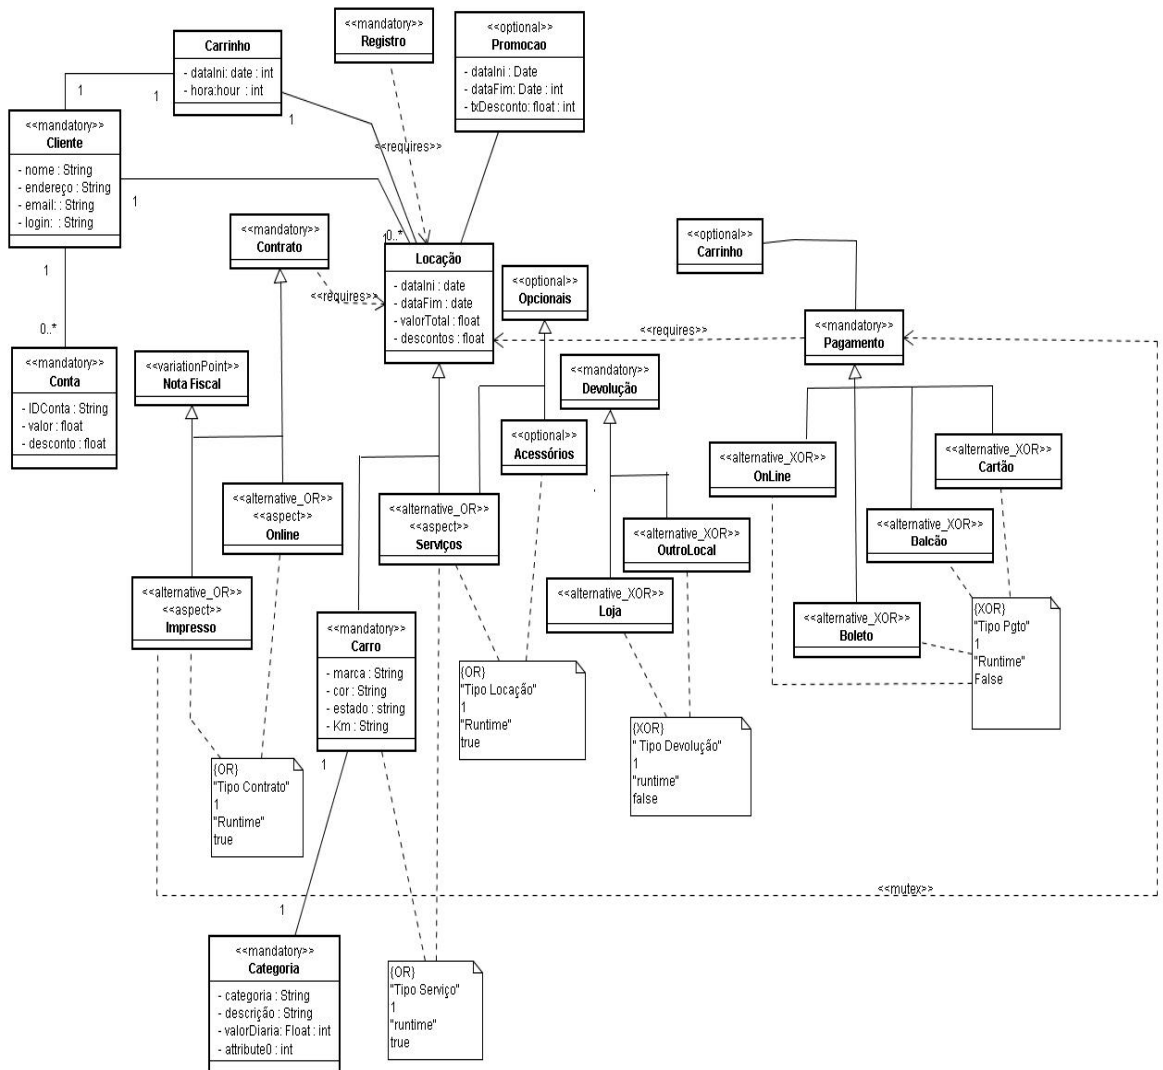 Carrinho
- dataIni: date : int
- hora:hour : int
<<mandatory>>
Registro
<<optional>>
Promocao
- dataIni : Date
- dataFim: Date : int
- txDesconto: float : int
1
1
1
<<mandatory>>
Cliente
- nome : String
- endereço : String
- email: : String
- login: : String
<<requires>>
1
1
0..*
<<mandatory>>
Contrato
<<requires>>
Locação
- dataIni : date
- dataFim : date
- valorTotal : float
- descontos : float
<<optional>>
Opcionais
<<optional>>
Carrinho
1
0..*
<<requires>>
<<mandatory>>
Pagamento
<<variationPoint>>
Nota Fiscal
<<mandatory>>
Conta
- IDConta : String
- valor : float
- desconto : float
<<mandatory>>
Devolução
<<optional>>
Acessórios
<<alternative_XOR>>
OnLine
<<alternative_XOR>>
Cartão
<<alternative_OR>>
<<aspect>>
Online
<<alternative_OR>>
<<aspect>>
Serviços
<<alternative_XOR>>
OutroLocal
<<alternative_XOR>>
Balcão
<<alternative_OR>>
<<aspect>>
Impresso
<<alternative_XOR>>
Loja
<<alternative_XOR>>
Boleto
{XOR}
"Tipo Pgto"
1
"Runtime"
False
<<mandatory>>
Carro
- marca : String
- cor : String
- estado : string
- Km : String
{OR}
"Tipo Locação"
1
"Runtime"
true
{XOR}
" Tipo Devolução"
1
"runtime"
false
{OR}
"Tipo Contrato"
1
"Runtime"
true
1
<<mutex>>
1
<<mandatory>>
Categoria
- categoria : String
- descrição : String
- valorDiaria: Float : int
- attribute0 : int
{OR}
"Tipo Serviço"
1
"runtime"
true